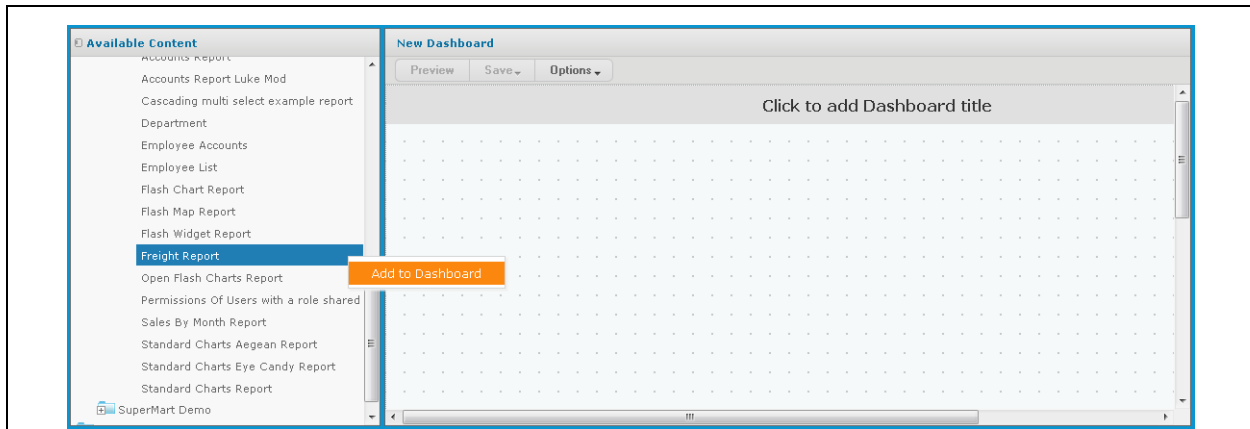 Available Content
Accounts Report
Accounts Report Luke Mod
Cascading multi select example report
Department
Employee Accounts
Employee List
Flash Chart Report
Flash Map Report
Flash Widget Report
Freight Report
Open Flash Charts Report
Permissions Of Users with a role shared
Sales By Month Report
Standard Charts Aegean Report
Standard Charts Eye Candy Report
Standard Charts Report
SuperMart Demo
Add to Dashboard
New Dashboard
Preview Save Options
Click to add Dashboard title